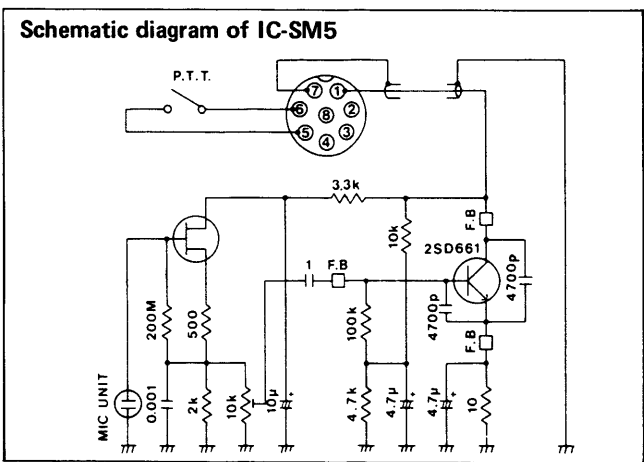 Schematic diagram of IC-SM5
P.T.T.
7 1
6 8 2
5 4 3
3.3k
10k
F.B
2SD661
4700p
1 F.B
200M
500
100k
4700p
F.B
MIC UNIT
0.001
2k
10k
10μ
4.7k
4.7μ
4.7μ
10